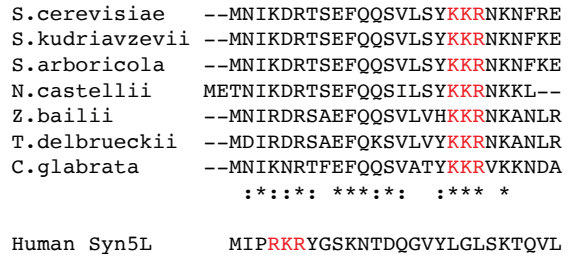 S.cerevisiae --MNIKDRTSEFQQSVLSYKKRNKNFRE
S.kudriavzevii --MNIKDRTSEFQQSVLSYKKRNKNFKE
S.arboricola --MNIKDRTSEFQQSVLSYKKRNKNFKE
N.castellii METNIKDRTSEFQQSILSYKKRNKKL--
Z.bailii --MNIRDRSAEFQQSVLVHKKRNKANLR
T.delbrueckii --MDIRDRSAEFQKSVLVYKKRNKANLR
C.glabrata --MNIKNRTFEFQQSVATYKKRVKKNDA
:*::*: ***:*: :*** *
Human Syn5L MIPRKRYGSKNTDQGVYLGLSKTQVL